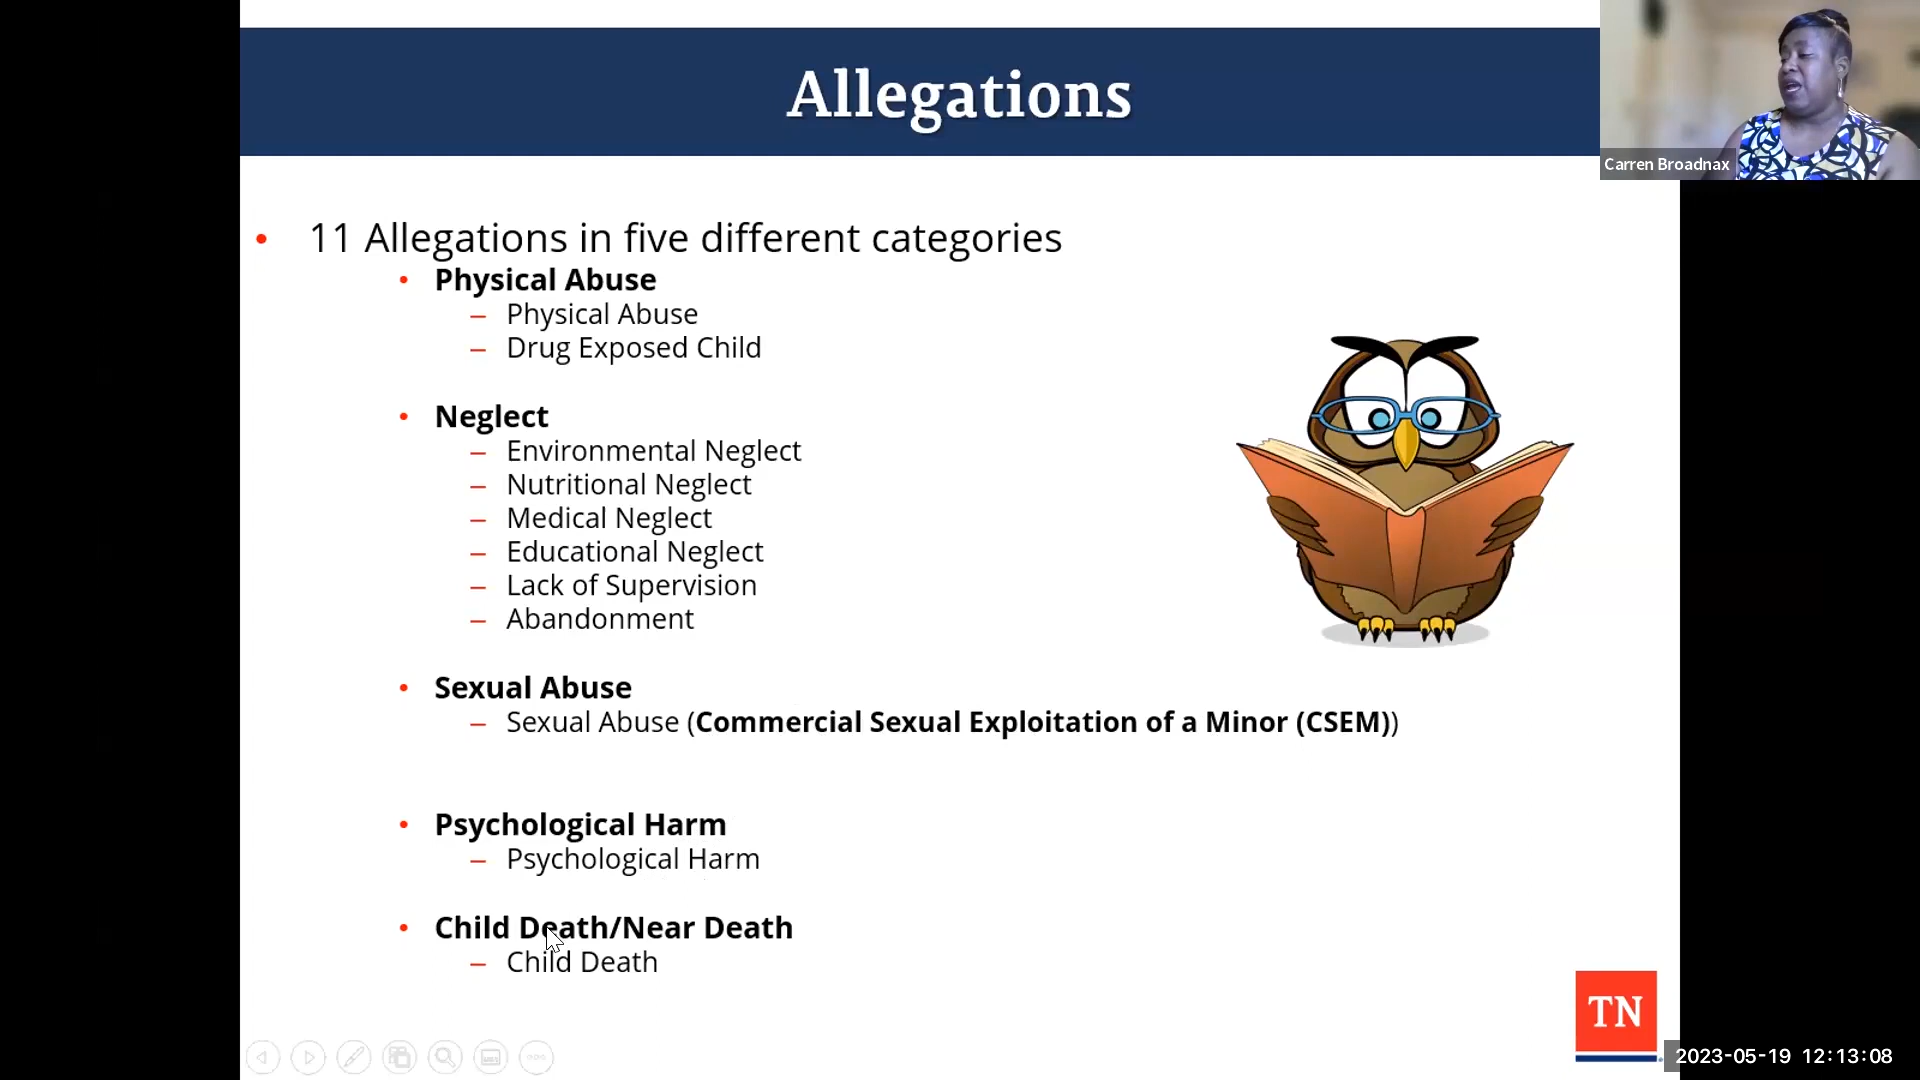 Allegations
Carren Broadnax
• 11 Allegations in five different categories
• Physical Abuse
– Physical Abuse
– Drug Exposed Child
• Neglect
– Environmental Neglect
– Nutritional Neglect
– Medical Neglect
– Educational Neglect
– Lack of Supervision
– Abandonment
• Sexual Abuse
– Sexual Abuse (Commercial Sexual Exploitation of a Minor (CSEM))
• Psychological Harm
– Psychological Harm
• Child Death/Near Death
– Child Death
TN
2023-05-19 12:13:08